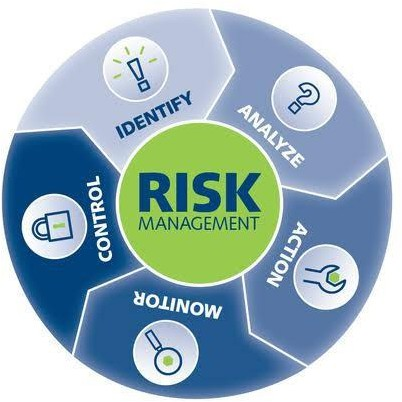 IDENTIFY
ANALYZE
ACTION
MONITOR
CONTROL
RISK
MANAGEMENT